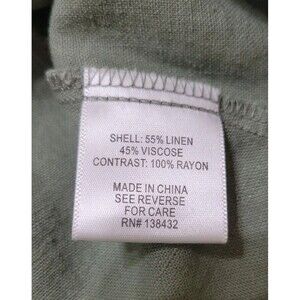 SHELL: 55% LINEN
45% VISCOSE
CONTRAST: 100% RAYON
MADE IN CHINA
SEE REVERSE
FOR CARE
RN# 138432